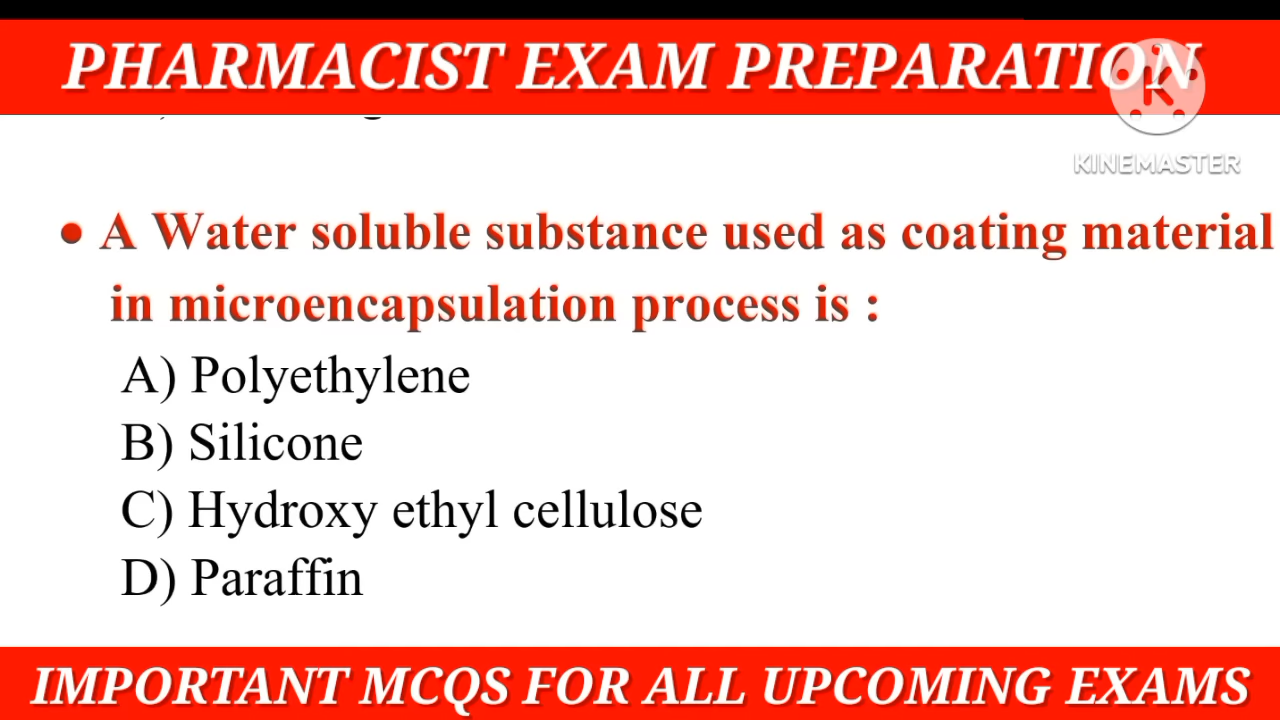 PHARMACIST EXAM PREPARATION
K
KINEMASTER
• A Water soluble substance used as coating material
in microencapsulation process is :
A) Polyethylene
B) Silicone
C) Hydroxy ethyl cellulose
D) Paraffin
IMPORTANT MCQS FOR ALL UPCOMING EXAMS